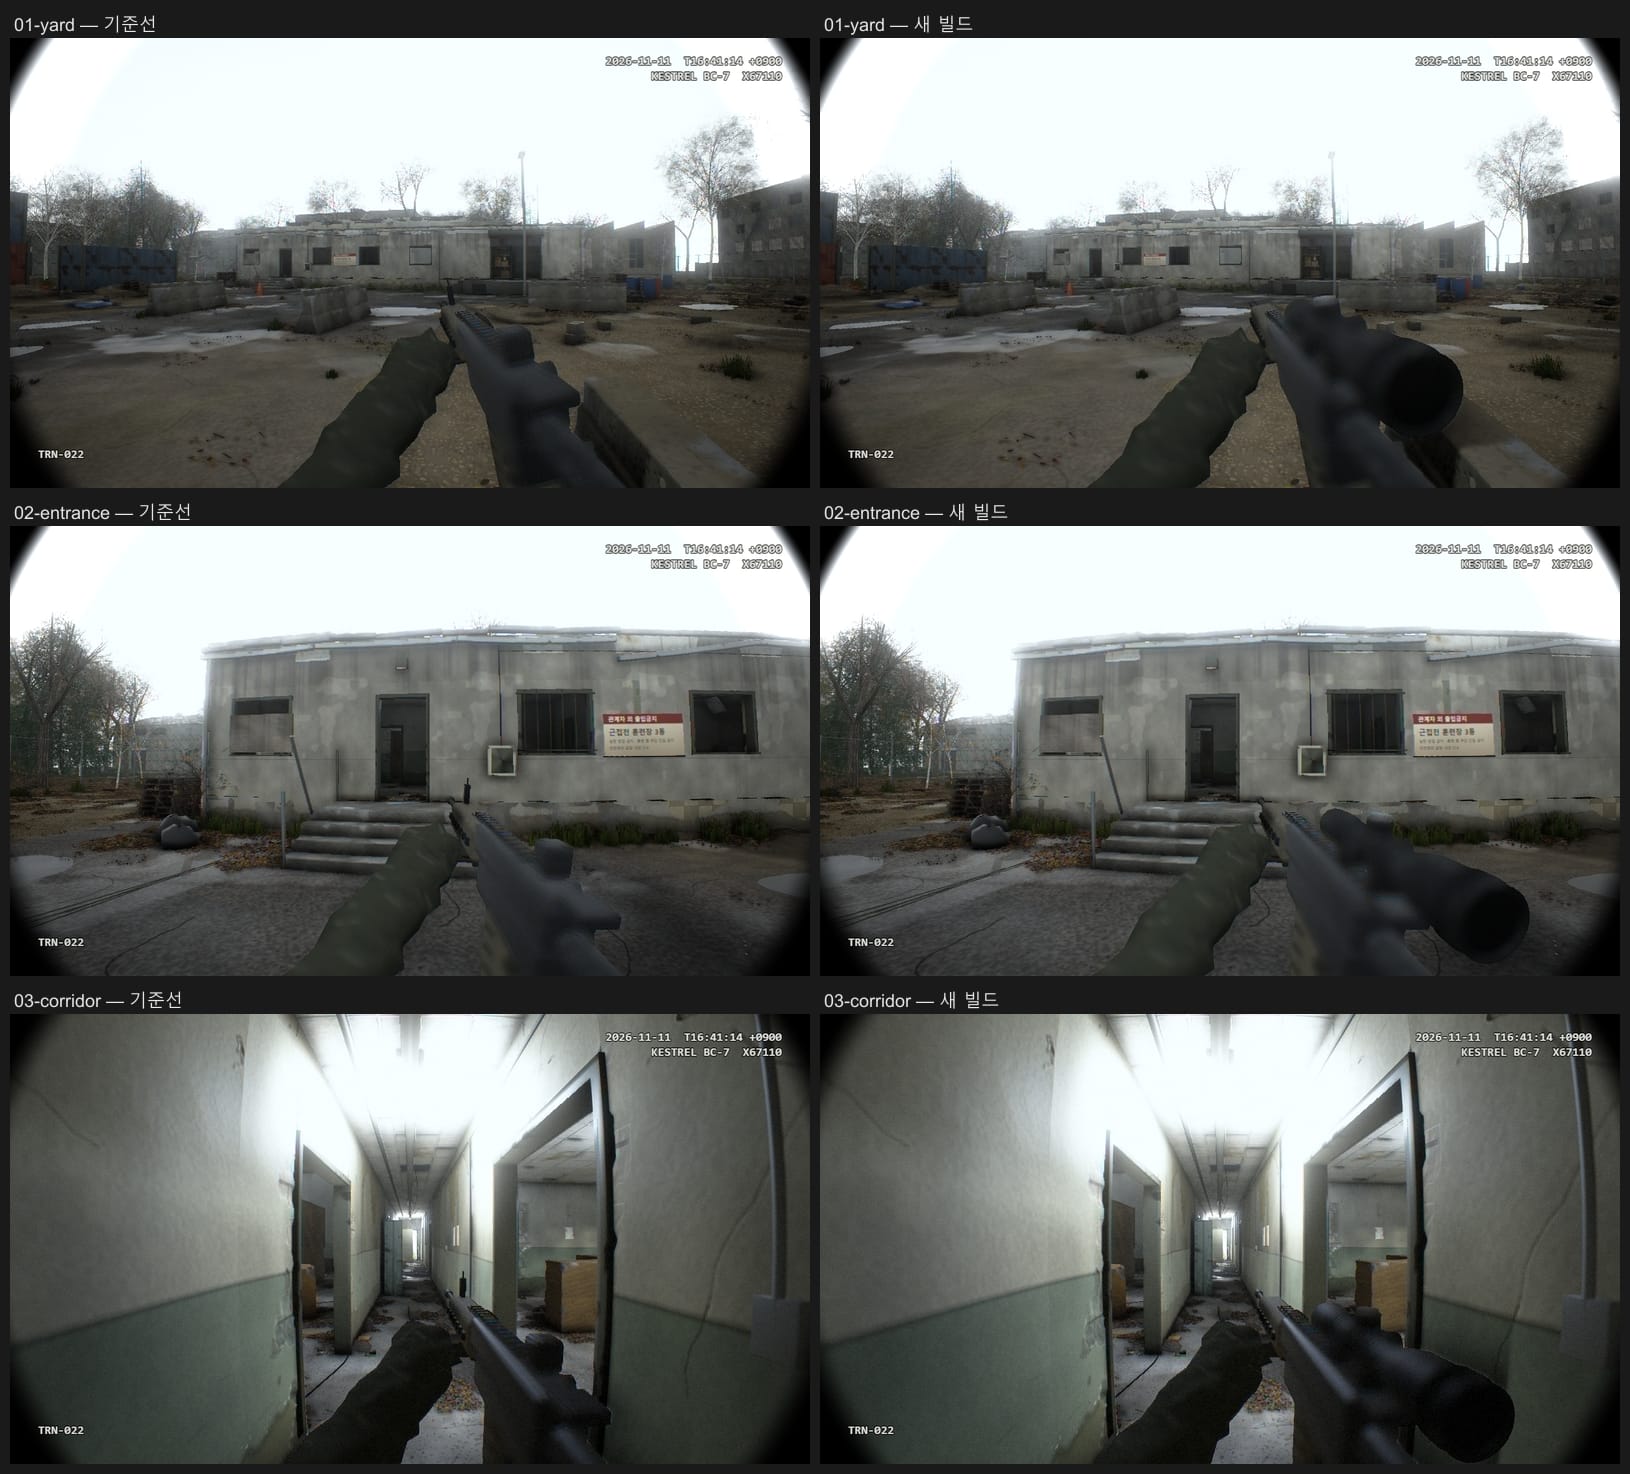 01-yard — 기준선
01-yard — 새 빌드
2026-11-11 T16:41:14 +0900
KESTREL BC-7 X67110
2026-11-11 T16:41:14 +0900
KESTREL BC-7 X67110
TRN-022
TRN-022
02-entrance — 기준선
02-entrance — 새 빌드
2026-11-11 T16:41:14 +0900
KESTREL BC-7 X67110
2026-11-11 T16:41:14 +0900
KESTREL BC-7 X67110
관계자 외 출입금지
근접전 훈련장 3동
관계자 외 출입금지
근접전 훈련장 3동
TRN-022
TRN-022
03-corridor — 기준선
03-corridor — 새 빌드
2026-11-11 T16:41:14 +0900
KESTREL BC-7 X67110
2026-11-11 T16:41:14 +0900
KESTREL BC-7 X67110
TRN-022
TRN-022